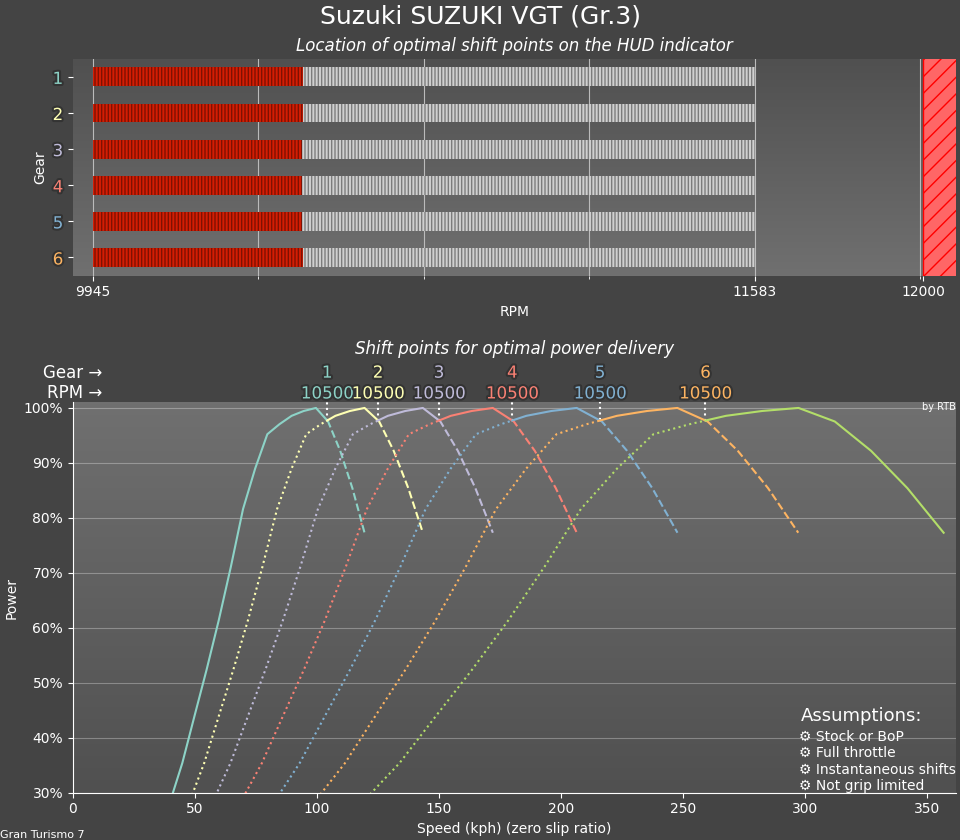 Suzuki SUZUKI VGT (Gr.3)
Location of optimal shift points on the HUD indicator
Gear
1
2
3
4
5
6
9945 11583 12000
RPM
Shift points for optimal power delivery
Gear → 1 2 3 4 5 6
RPM → 10500 10500 10500 10500 10500 10500
by RTB
Power
100%
90%
80%
70%
60%
50%
40%
30%
Assumptions:
⚙ Stock or BoP
⚙ Full throttle
⚙ Instantaneous shifts
⚙ Not grip limited
0 50 100 150 200 250 300 350
Speed (kph) (zero slip ratio)
Gran Turismo 7